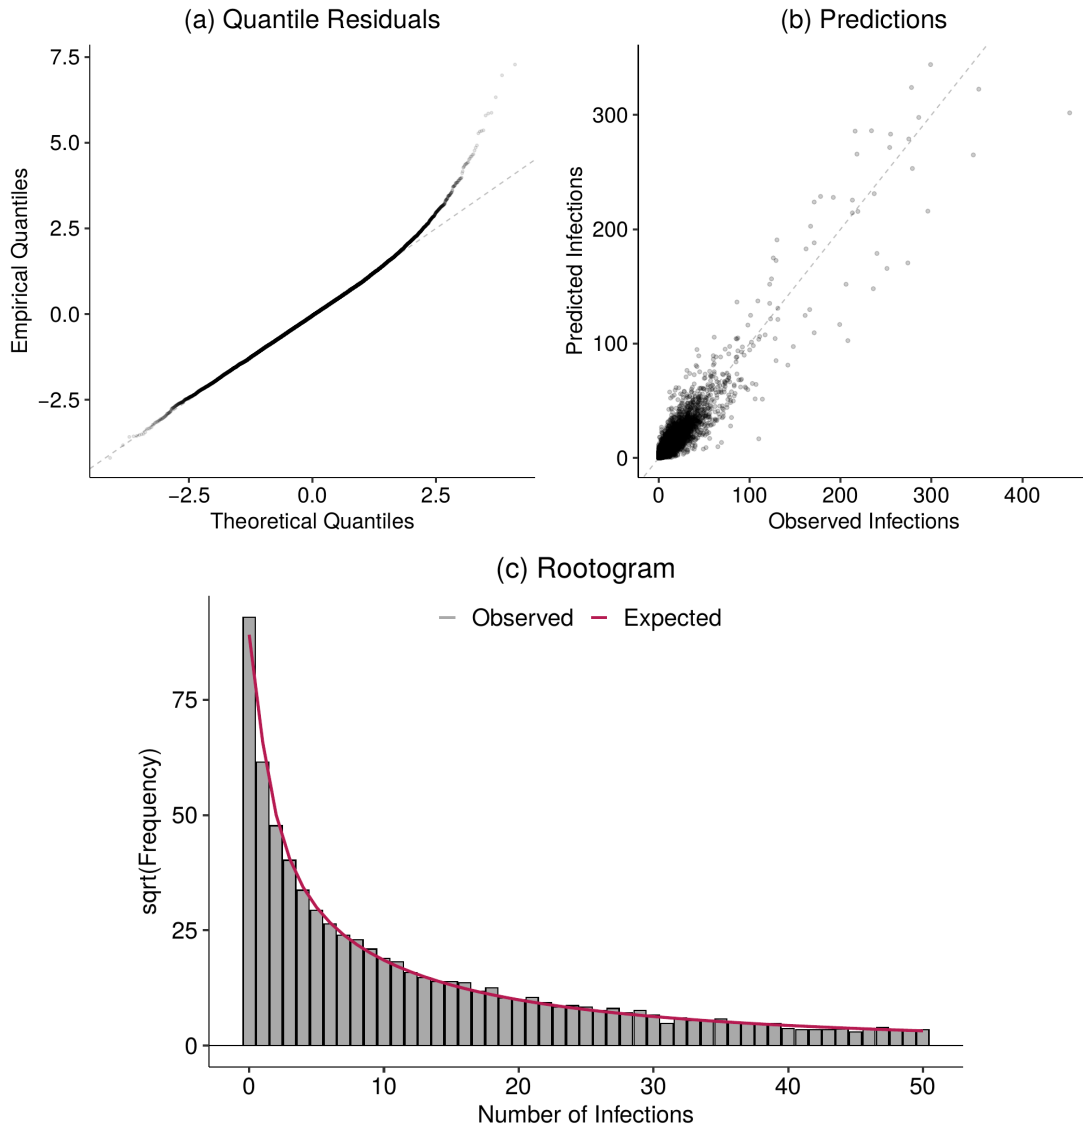 (a) Quantile Residuals
7.5
5.0
2.5
0.0
−2.5
Empirical Quantiles
−2.5 0.0 2.5
Theoretical Quantiles
(b) Predictions
300
200
100
0
Predicted Infections
0 100 200 300 400
Observed Infections
(c) Rootogram
Observed Expected
75
50
25
0
sqrt(Frequency)
0 10 20 30 40 50
Number of Infections